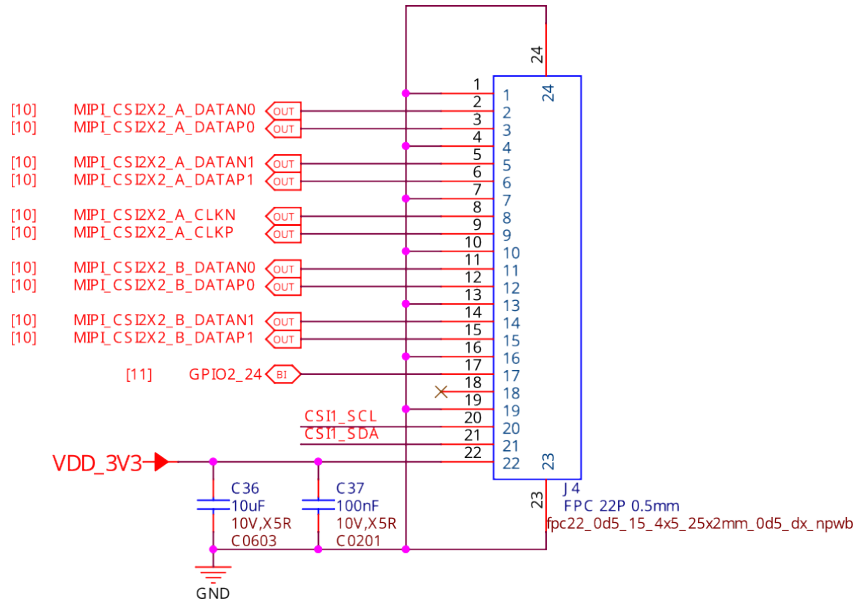 24
24
1 1
[10] MIPI_CSI2X2_A_DATAN0 OUT 2 2
[10] MIPI_CSI2X2_A_DATAP0 OUT 3 3
4 4
[10] MIPI_CSI2X2_A_DATAN1 OUT 5 5
[10] MIPI_CSI2X2_A_DATAP1 OUT 6 6
7 7
[10] MIPI_CSI2X2_A_CLKN OUT 8 8
[10] MIPI_CSI2X2_A_CLKP OUT 9 9
10 10
[10] MIPI_CSI2X2_B_DATAN0 OUT 11 11
[10] MIPI_CSI2X2_B_DATAP0 OUT 12 12
13 13
[10] MIPI_CSI2X2_B_DATAN1 OUT 14 14
[10] MIPI_CSI2X2_B_DATAP1 OUT 15 15
16 16
[11] GPIO2_24 BI 17 17
18 18
19 19
CSI1_SCL 20 20
CSI1_SDA 21 21
VDD_3V3 22 22
23
23
C36
10uF
10V,X5R
C0603
C37
100nF
10V,X5R
C0201
J4
FPC 22P 0.5mm
fpc22_0d5_15_4x5_25x2mm_0d5_dx_npwb
GND